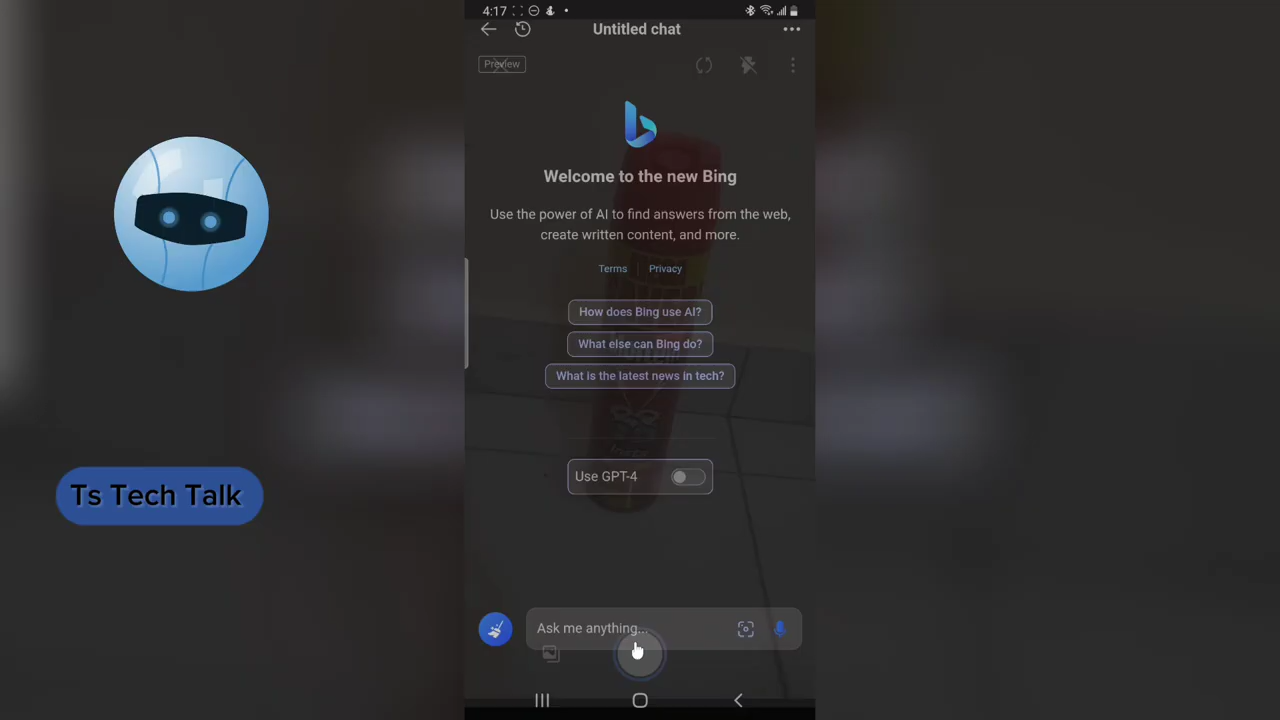 4:17
Untitled chat
Preview
Welcome to the new Bing
Use the power of AI to find answers from the web,
create written content, and more.
Terms
Privacy
How does Bing use AI?
What else can Bing do?
What is the latest news in tech?
Use GPT-4
Ask me anything...
Ts Tech Talk